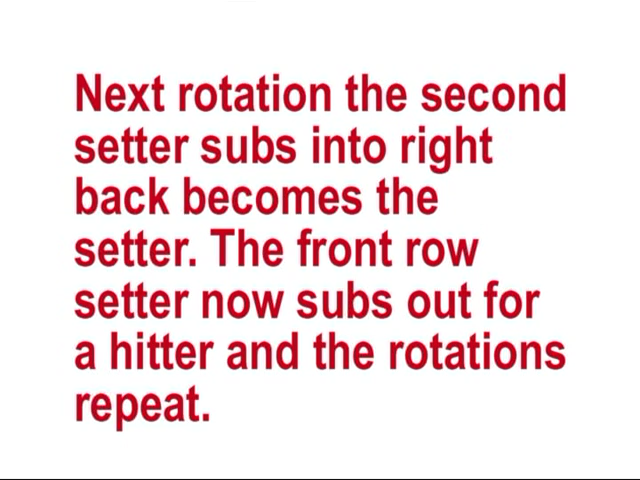 Next rotation the second
setter subs into right
back becomes the
setter. The front row
setter now subs out for
a hitter and the rotations
repeat.